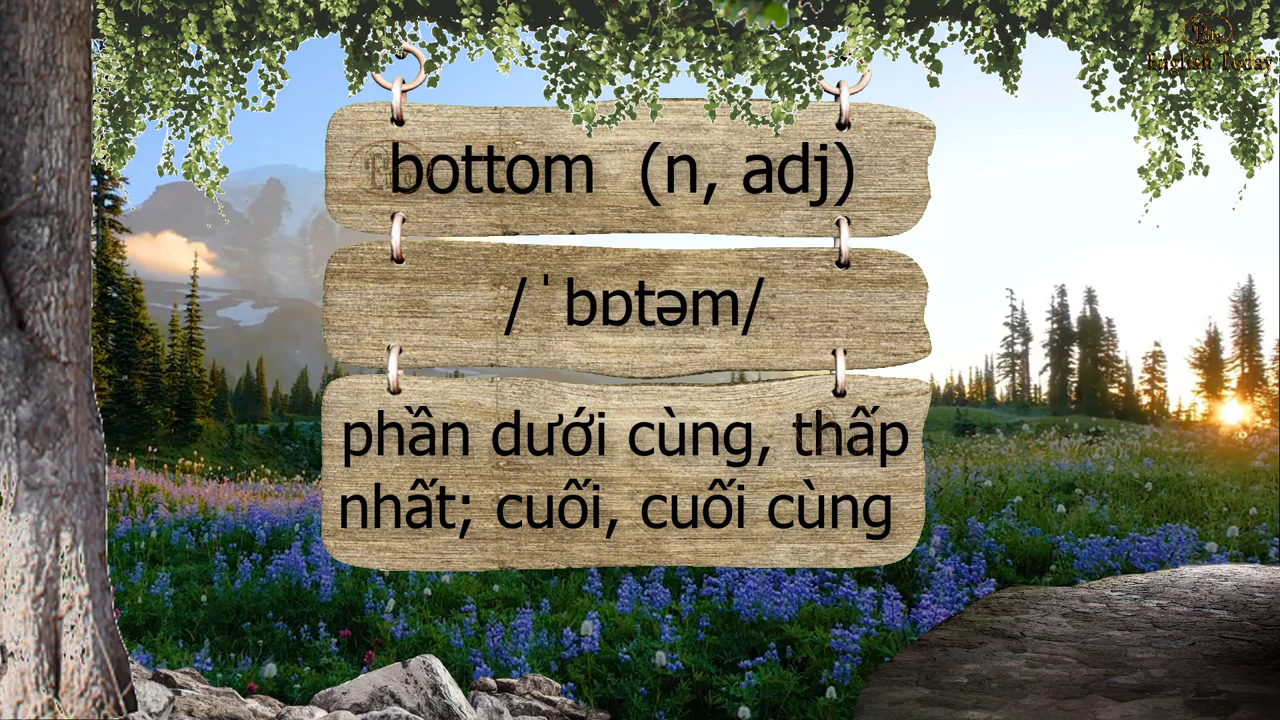 English Today
bottom (n, adj)
/ˈbɒtəm/
phần dưới cùng, thấp
nhất; cuối, cuối cùng